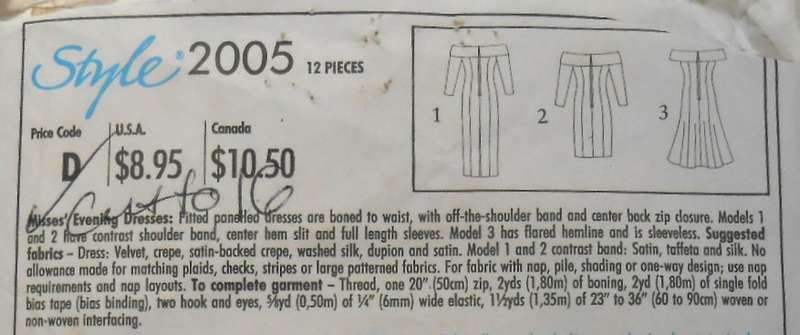 Style 2005 12 PIECES
1 2 3
Price Code U.S.A. Canada
D $8.95 $10.50
Cut to 16
Misses' Evening Dresses: Fitted panelled dresses are boned to waist, with off-the-shoulder band and center back zip closure. Models 1
and 2 have contrast shoulder band, center hem slit and full length sleeves. Model 3 has flared hemline and is sleeveless. Suggested
fabrics – Dress: Velvet, crepe, satin-backed crepe, washed silk, dupion and satin. Model 1 and 2 contrast band: Satin, taffeta and silk. No
allowance made for matching plaids, checks, stripes or large patterned fabrics. For fabric with nap, pile, shading or one-way design; use nap
requirements and nap layouts. To complete garment – Thread, one 20" (50cm) zip, 2yds (1,80m) of boning, 2yd (1,80m) of single fold
bias tape (bias binding), two hook and eyes, ⅝yd (0,50m) of ¼" (6mm) wide elastic, 1½yds (1,35m) of 23" to 36" (60 to 90cm) woven or
non-woven interfacing.